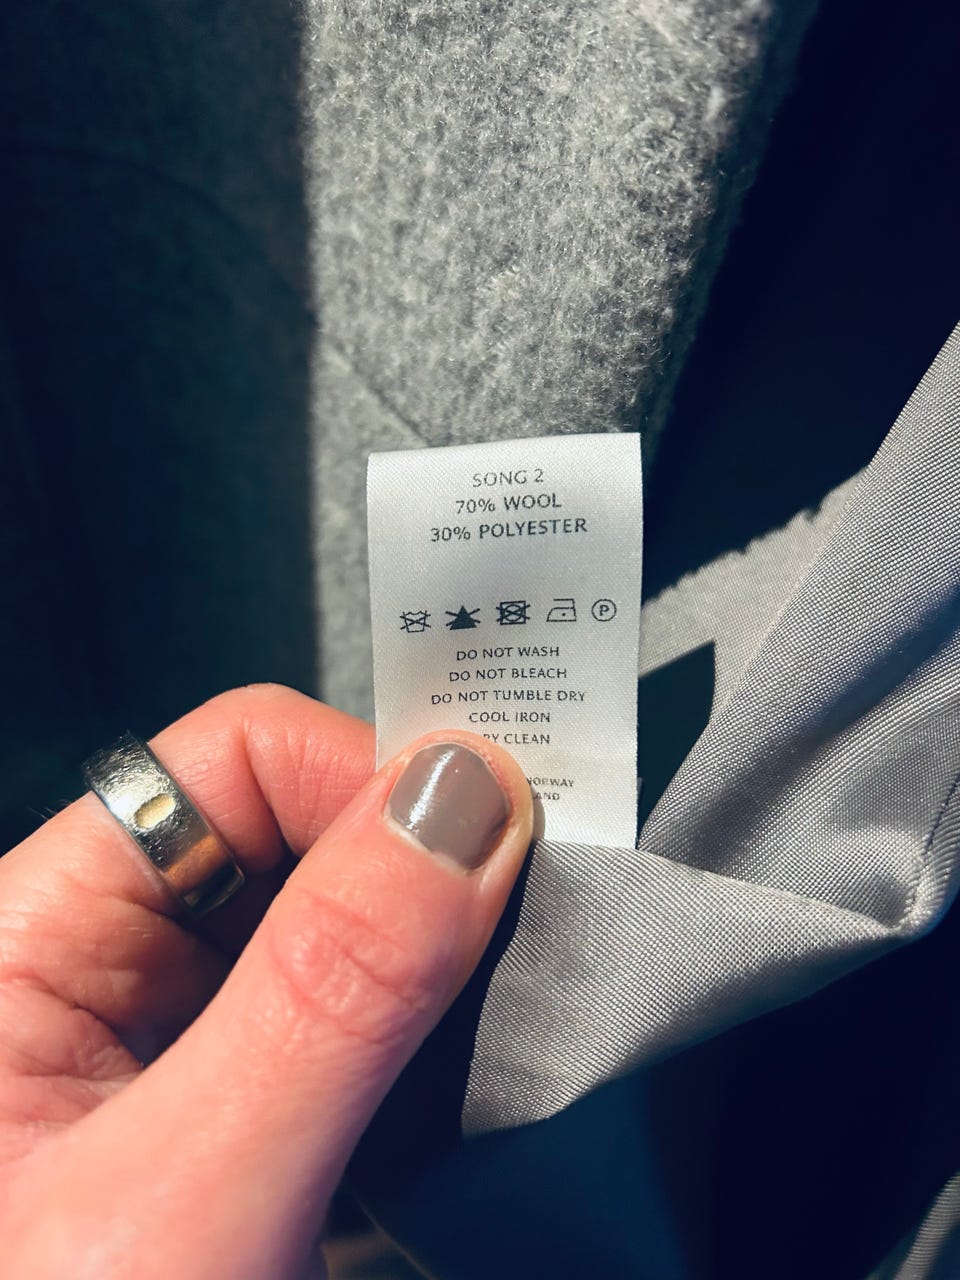 SONG 2
70% WOOL
30% POLYESTER
P
DO NOT WASH
DO NOT BLEACH
DO NOT TUMBLE DRY
COOL IRON
CLEAN
NORWAY